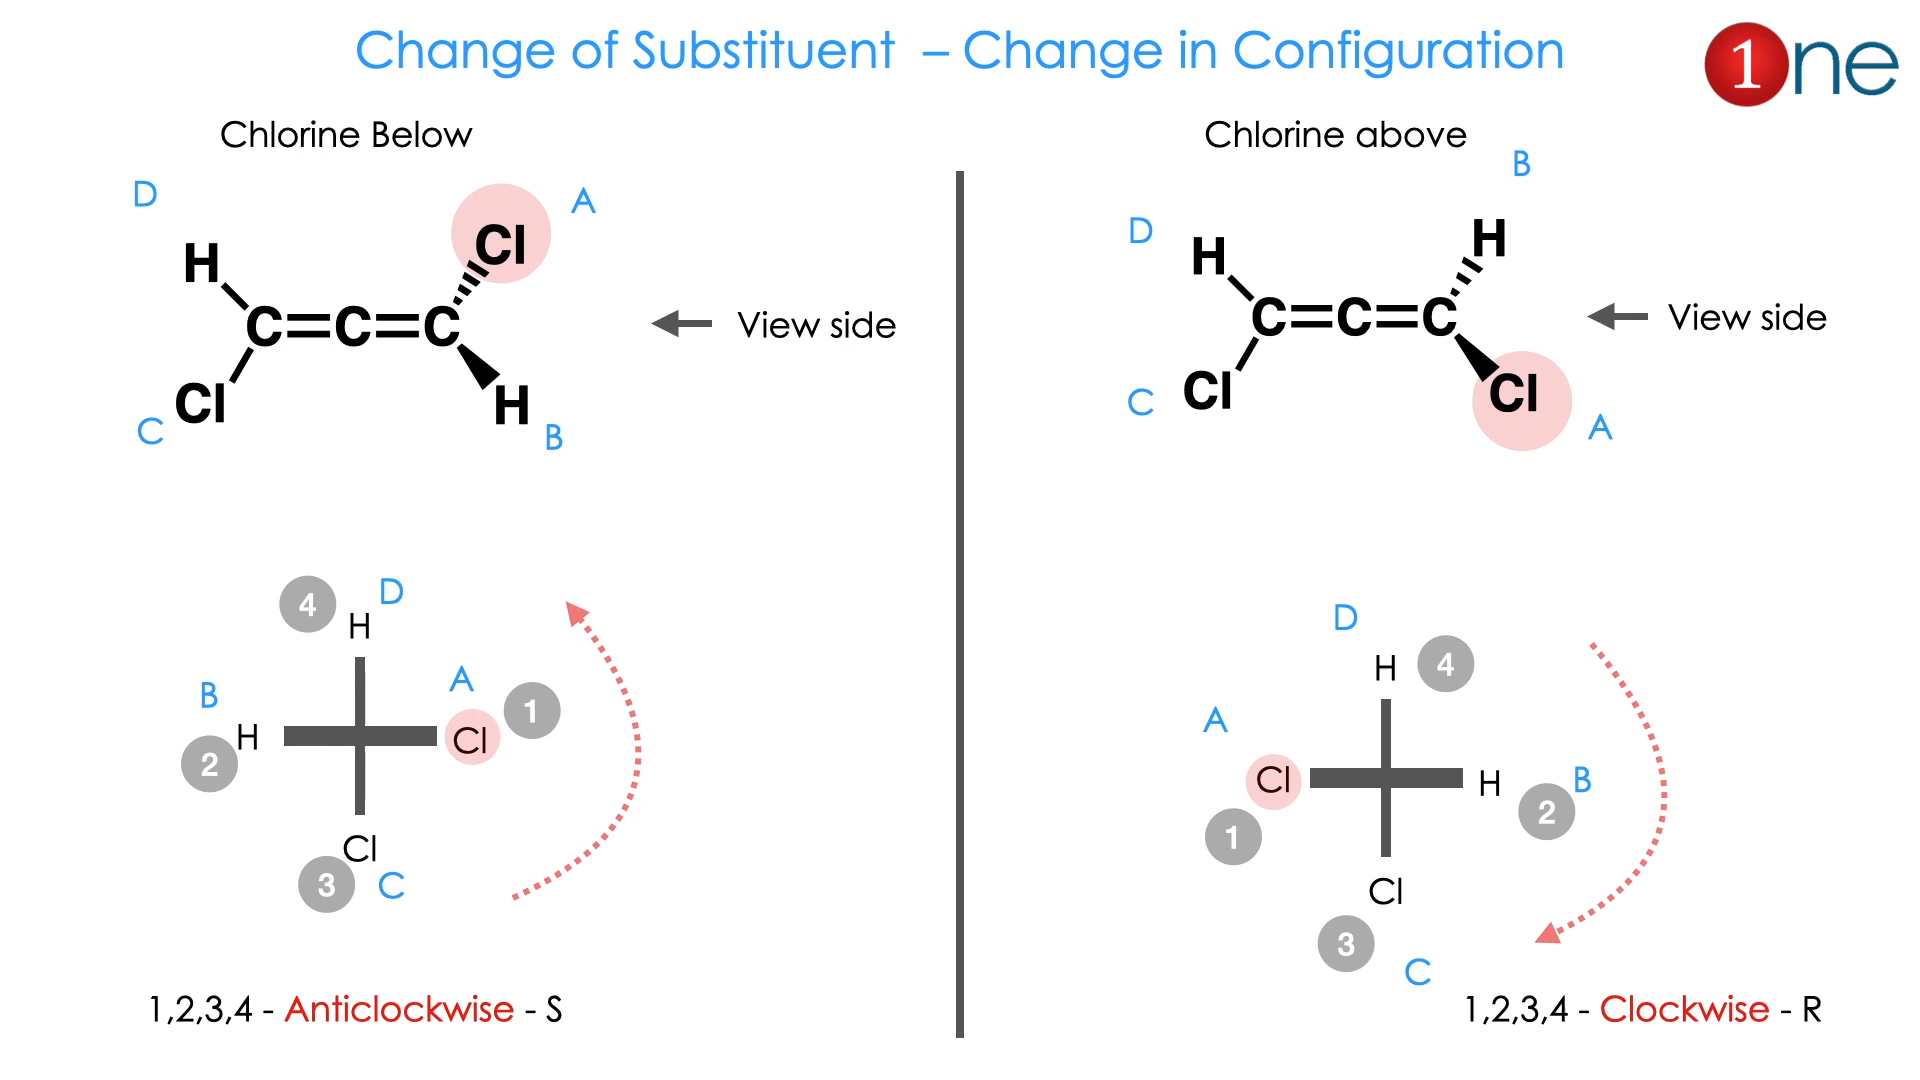 Change of Substituent – Change in Configuration
1ne
Chlorine Below
D
A
H
Cl
C=C=C
View side
Cl
H
C
B
4
D
H
B
A
1
H
Cl
2
Cl
3
C
1,2,3,4 - Anticlockwise - S
Chlorine above
B
D
H
H
C=C=C
View side
Cl
Cl
C
A
D
H
4
A
Cl
H
B
1
2
Cl
3
C
1,2,3,4 - Clockwise - R